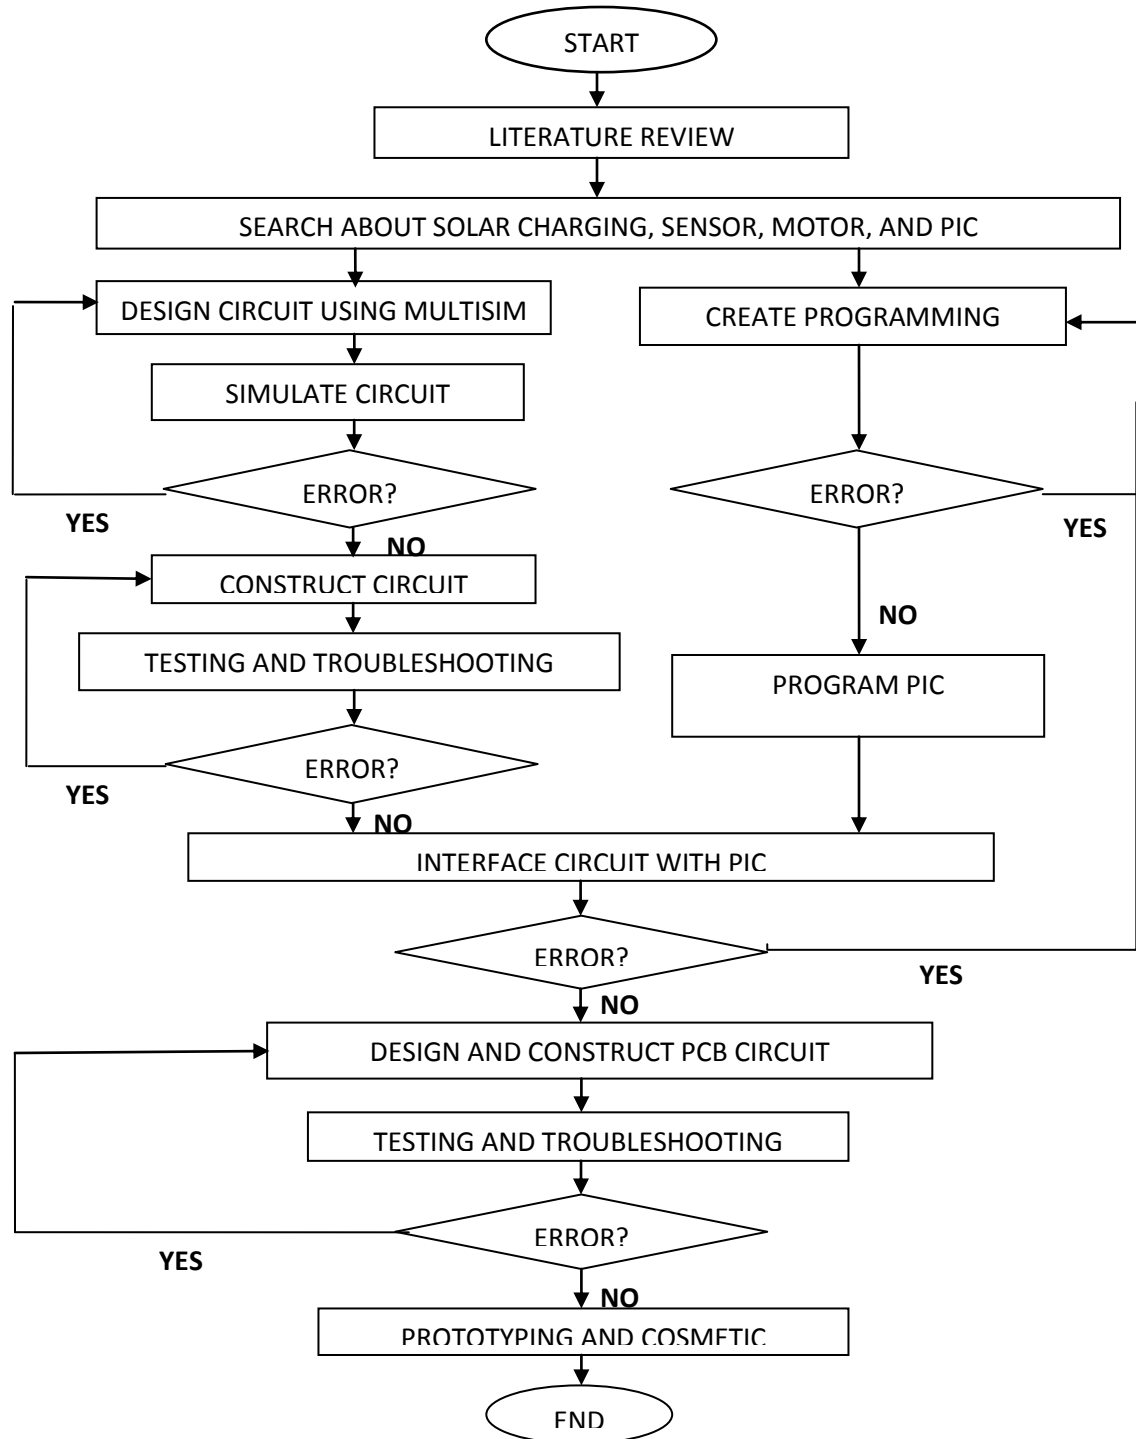 START
LITERATURE REVIEW
SEARCH ABOUT SOLAR CHARGING, SENSOR, MOTOR, AND PIC
DESIGN CIRCUIT USING MULTISIM
CREATE PROGRAMMING
SIMULATE CIRCUIT
ERROR?
ERROR?
YES
YES
NO
CONSTRUCT CIRCUIT
NO
TESTING AND TROUBLESHOOTING
PROGRAM PIC
ERROR?
YES
NO
INTERFACE CIRCUIT WITH PIC
ERROR?
YES
NO
DESIGN AND CONSTRUCT PCB CIRCUIT
TESTING AND TROUBLESHOOTING
ERROR?
YES
NO
PROTOTYPING AND COSMETIC
END